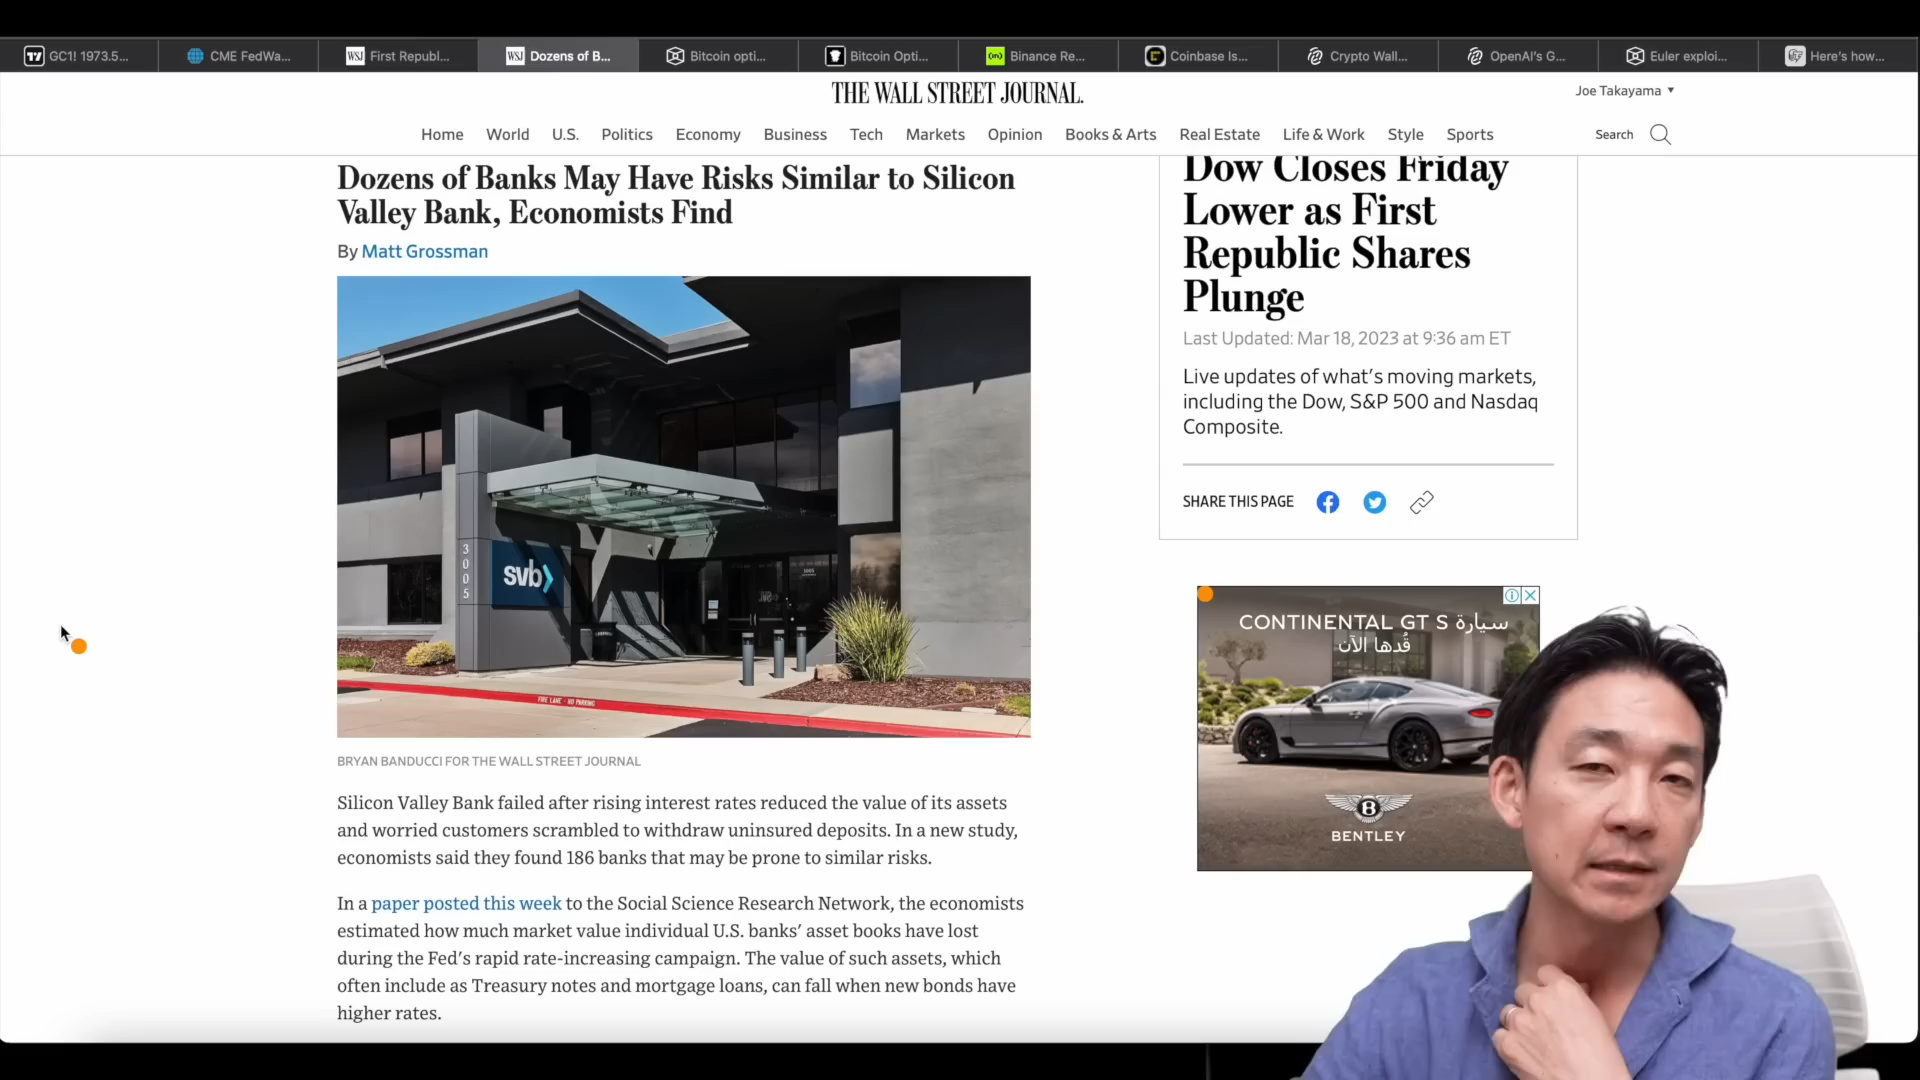 GC1! 1973.5...
CME FedWa...
First Republ...
Dozens of B...
Bitcoin opti...
Bitcoin Opti...
Binance Re...
Coinbase Is...
Crypto Wall...
OpenAI's G...
Euler exploi...
Here's how...
THE WALL STREET JOURNAL.
Joe Takayama
Home World U.S. Politics Economy Business Tech Markets Opinion Books & Arts Real Estate Life & Work Style Sports
Search
Dozens of Banks May Have Risks Similar to Silicon
Valley Bank, Economists Find
By Matt Grossman
3005
svb
FIRE LANE - NO PARKING
BRYAN BANDUCCI FOR THE WALL STREET JOURNAL
Silicon Valley Bank failed after rising interest rates reduced the value of its assets
and worried customers scrambled to withdraw uninsured deposits. In a new study,
economists said they found 186 banks that may be prone to similar risks.
In a paper posted this week to the Social Science Research Network, the economists
estimated how much market value individual U.S. banks' asset books have lost
during the Fed's rapid rate-increasing campaign. The value of such assets, which
often include as Treasury notes and mortgage loans, can fall when new bonds have
higher rates.
Dow Closes Friday
Lower as First
Republic Shares
Plunge
Last Updated: Mar 18, 2023 at 9:36 am ET
Live updates of what's moving markets,
including the Dow, S&P 500 and Nasdaq
Composite.
SHARE THIS PAGE
سيارة CONTINENTAL GT S
قُدها الآن
B
BENTLEY